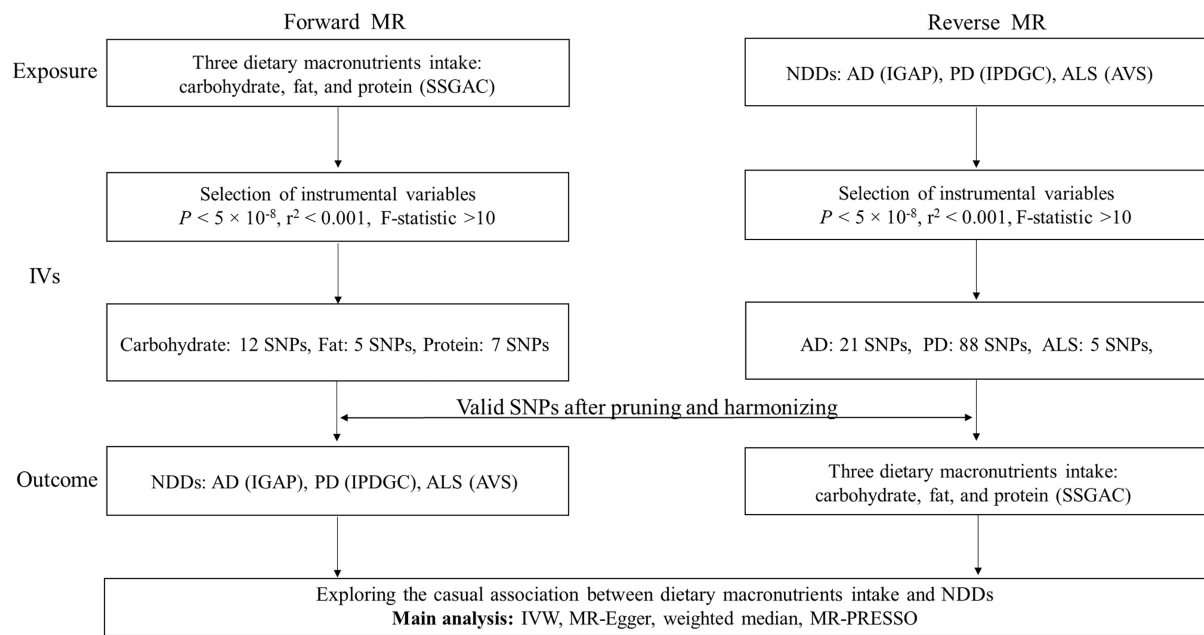 Forward MR
Reverse MR
Exposure
Three dietary macronutrients intake:
carbohydrate, fat, and protein (SSGAC)
NDDs: AD (IGAP), PD (IPDGC), ALS (AVS)
Selection of instrumental variables
P < 5 × 10⁻⁸, r² < 0.001, F-statistic >10
Selection of instrumental variables
P < 5 × 10⁻⁸, r² < 0.001, F-statistic >10
IVs
Carbohydrate: 12 SNPs, Fat: 5 SNPs, Protein: 7 SNPs
AD: 21 SNPs, PD: 88 SNPs, ALS: 5 SNPs,
Valid SNPs after pruning and harmonizing
Outcome
NDDs: AD (IGAP), PD (IPDGC), ALS (AVS)
Three dietary macronutrients intake:
carbohydrate, fat, and protein (SSGAC)
Exploring the casual association between dietary macronutrients intake and NDDs
Main analysis: IVW, MR-Egger, weighted median, MR-PRESSO